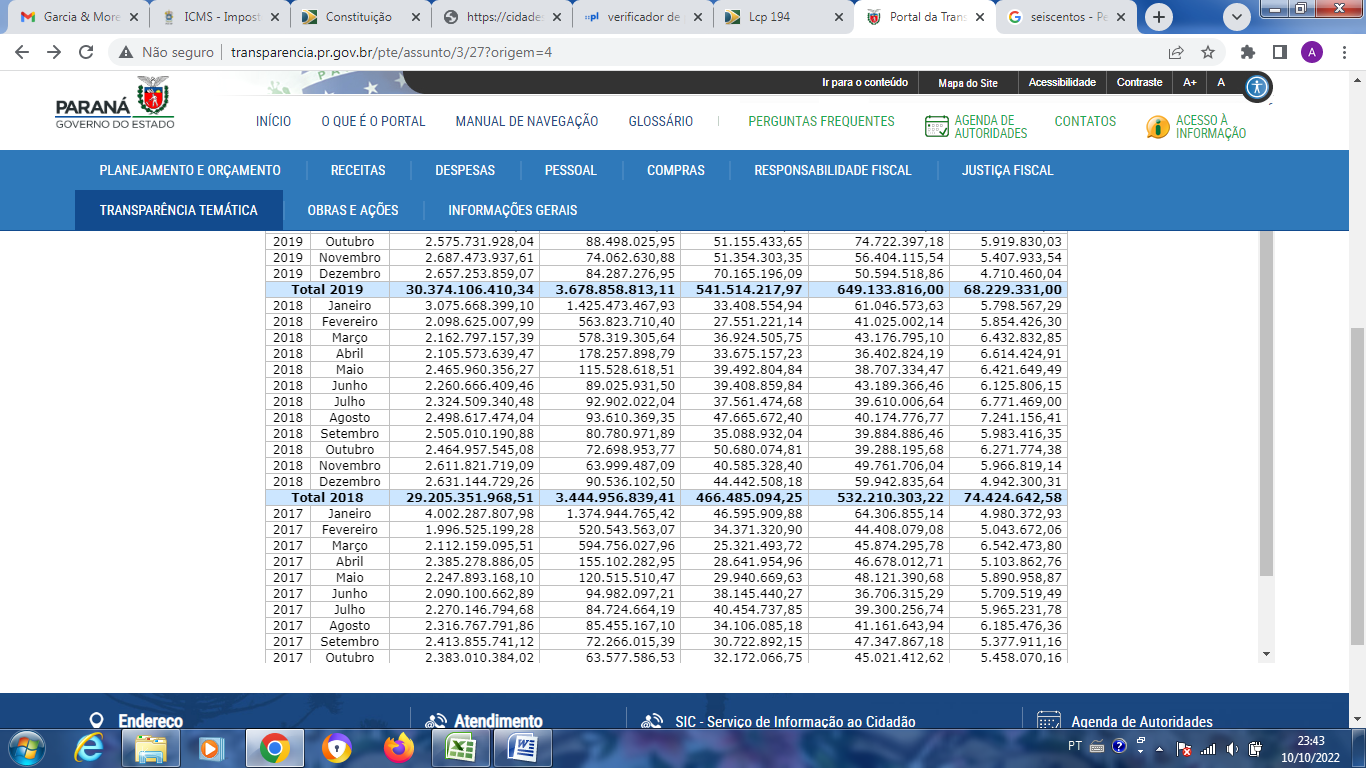 Garcia & More
ICMS - Impost
Constituição
https://cidade
verificador de
Lcp 194
Portal da Trans
seiscentos - Pe
Não seguro | transparencia.pr.gov.br/pte/assunto/3/27?origem=4
A
Ir para o conteúdo Mapa do Site Acessibilidade Contraste A+ A
PARANÁ
GOVERNO DO ESTADO
INÍCIO O QUE É O PORTAL MANUAL DE NAVEGAÇÃO GLOSSÁRIO PERGUNTAS FREQUENTES AGENDA DE AUTORIDADES CONTATOS ACESSO À INFORMAÇÃO
PLANEJAMENTO E ORÇAMENTO RECEITAS DESPESAS PESSOAL COMPRAS RESPONSABILIDADE FISCAL JUSTIÇA FISCAL
TRANSPARÊNCIA TEMÁTICA OBRAS E AÇÕES INFORMAÇÕES GERAIS
2019 Outubro 2.575.731.928,04 88.498.025,95 51.155.433,65 74.722.397,18 5.919.830,03
2019 Novembro 2.687.473.937,61 74.062.630,88 51.354.303,35 56.404.115,54 5.407.933,54
2019 Dezembro 2.657.253.859,07 84.287.276,95 70.165.196,09 50.594.518,86 4.710.460,04
Total 2019 30.374.106.410,34 3.678.858.813,11 541.514.217,97 649.133.816,00 68.229.331,00
2018 Janeiro 3.075.668.399,10 1.425.473.467,93 33.408.554,94 61.046.573,63 5.798.567,29
2018 Fevereiro 2.098.625.007,99 563.823.710,40 27.551.221,14 41.025.002,14 5.854.426,30
2018 Março 2.162.797.157,39 578.319.305,64 36.924.505,75 43.176.795,10 6.432.832,85
2018 Abril 2.105.573.639,47 178.257.898,79 33.675.157,23 36.402.824,19 6.614.424,91
2018 Maio 2.465.960.356,27 115.528.618,51 39.492.804,84 38.707.334,47 6.421.649,49
2018 Junho 2.260.666.409,46 89.025.931,50 39.408.859,84 43.189.366,46 6.125.806,15
2018 Julho 2.324.509.340,48 92.902.022,04 37.561.474,68 39.610.006,64 6.771.469,00
2018 Agosto 2.498.617.474,04 93.610.369,35 47.665.672,40 40.174.776,77 7.241.156,41
2018 Setembro 2.505.010.190,88 80.780.971,89 35.088.932,04 39.884.886,46 5.983.416,35
2018 Outubro 2.464.957.545,08 72.698.953,77 50.680.074,81 39.288.195,68 6.271.774,38
2018 Novembro 2.611.821.719,09 63.999.487,09 40.585.328,40 49.761.706,04 5.966.819,14
2018 Dezembro 2.631.144.729,26 90.536.102,50 44.442.508,18 59.942.835,64 4.942.300,31
Total 2018 29.205.351.968,51 3.444.956.839,41 466.485.094,25 532.210.303,22 74.424.642,58
2017 Janeiro 4.002.287.807,98 1.374.944.765,42 46.595.909,88 64.306.855,14 4.980.372,93
2017 Fevereiro 1.996.525.199,28 520.543.563,07 34.371.320,90 44.408.079,08 5.043.672,06
2017 Março 2.112.159.095,51 594.756.027,96 25.321.493,72 45.874.295,78 6.542.473,80
2017 Abril 2.385.278.886,05 155.102.282,95 28.641.954,96 46.678.012,71 5.103.862,76
2017 Maio 2.247.893.168,10 120.515.510,47 29.940.669,63 48.121.390,68 5.890.958,87
2017 Junho 2.090.100.662,89 94.982.097,21 38.145.440,27 36.706.315,29 5.709.519,49
2017 Julho 2.270.146.794,68 84.724.664,19 40.454.737,85 39.300.256,74 5.965.231,78
2017 Agosto 2.316.767.791,86 85.455.167,10 34.106.085,18 41.161.643,94 6.185.476,36
2017 Setembro 2.413.855.741,12 72.266.015,39 30.722.892,15 47.347.867,18 5.377.911,16
2017 Outubro 2.383.010.384,02 63.577.586,53 32.172.066,75 45.021.412,62 5.458.070,16
Endereço Atendimento SIC - Serviço de Informação ao Cidadão Agenda de Autoridades
PT
23:43
10/10/2022